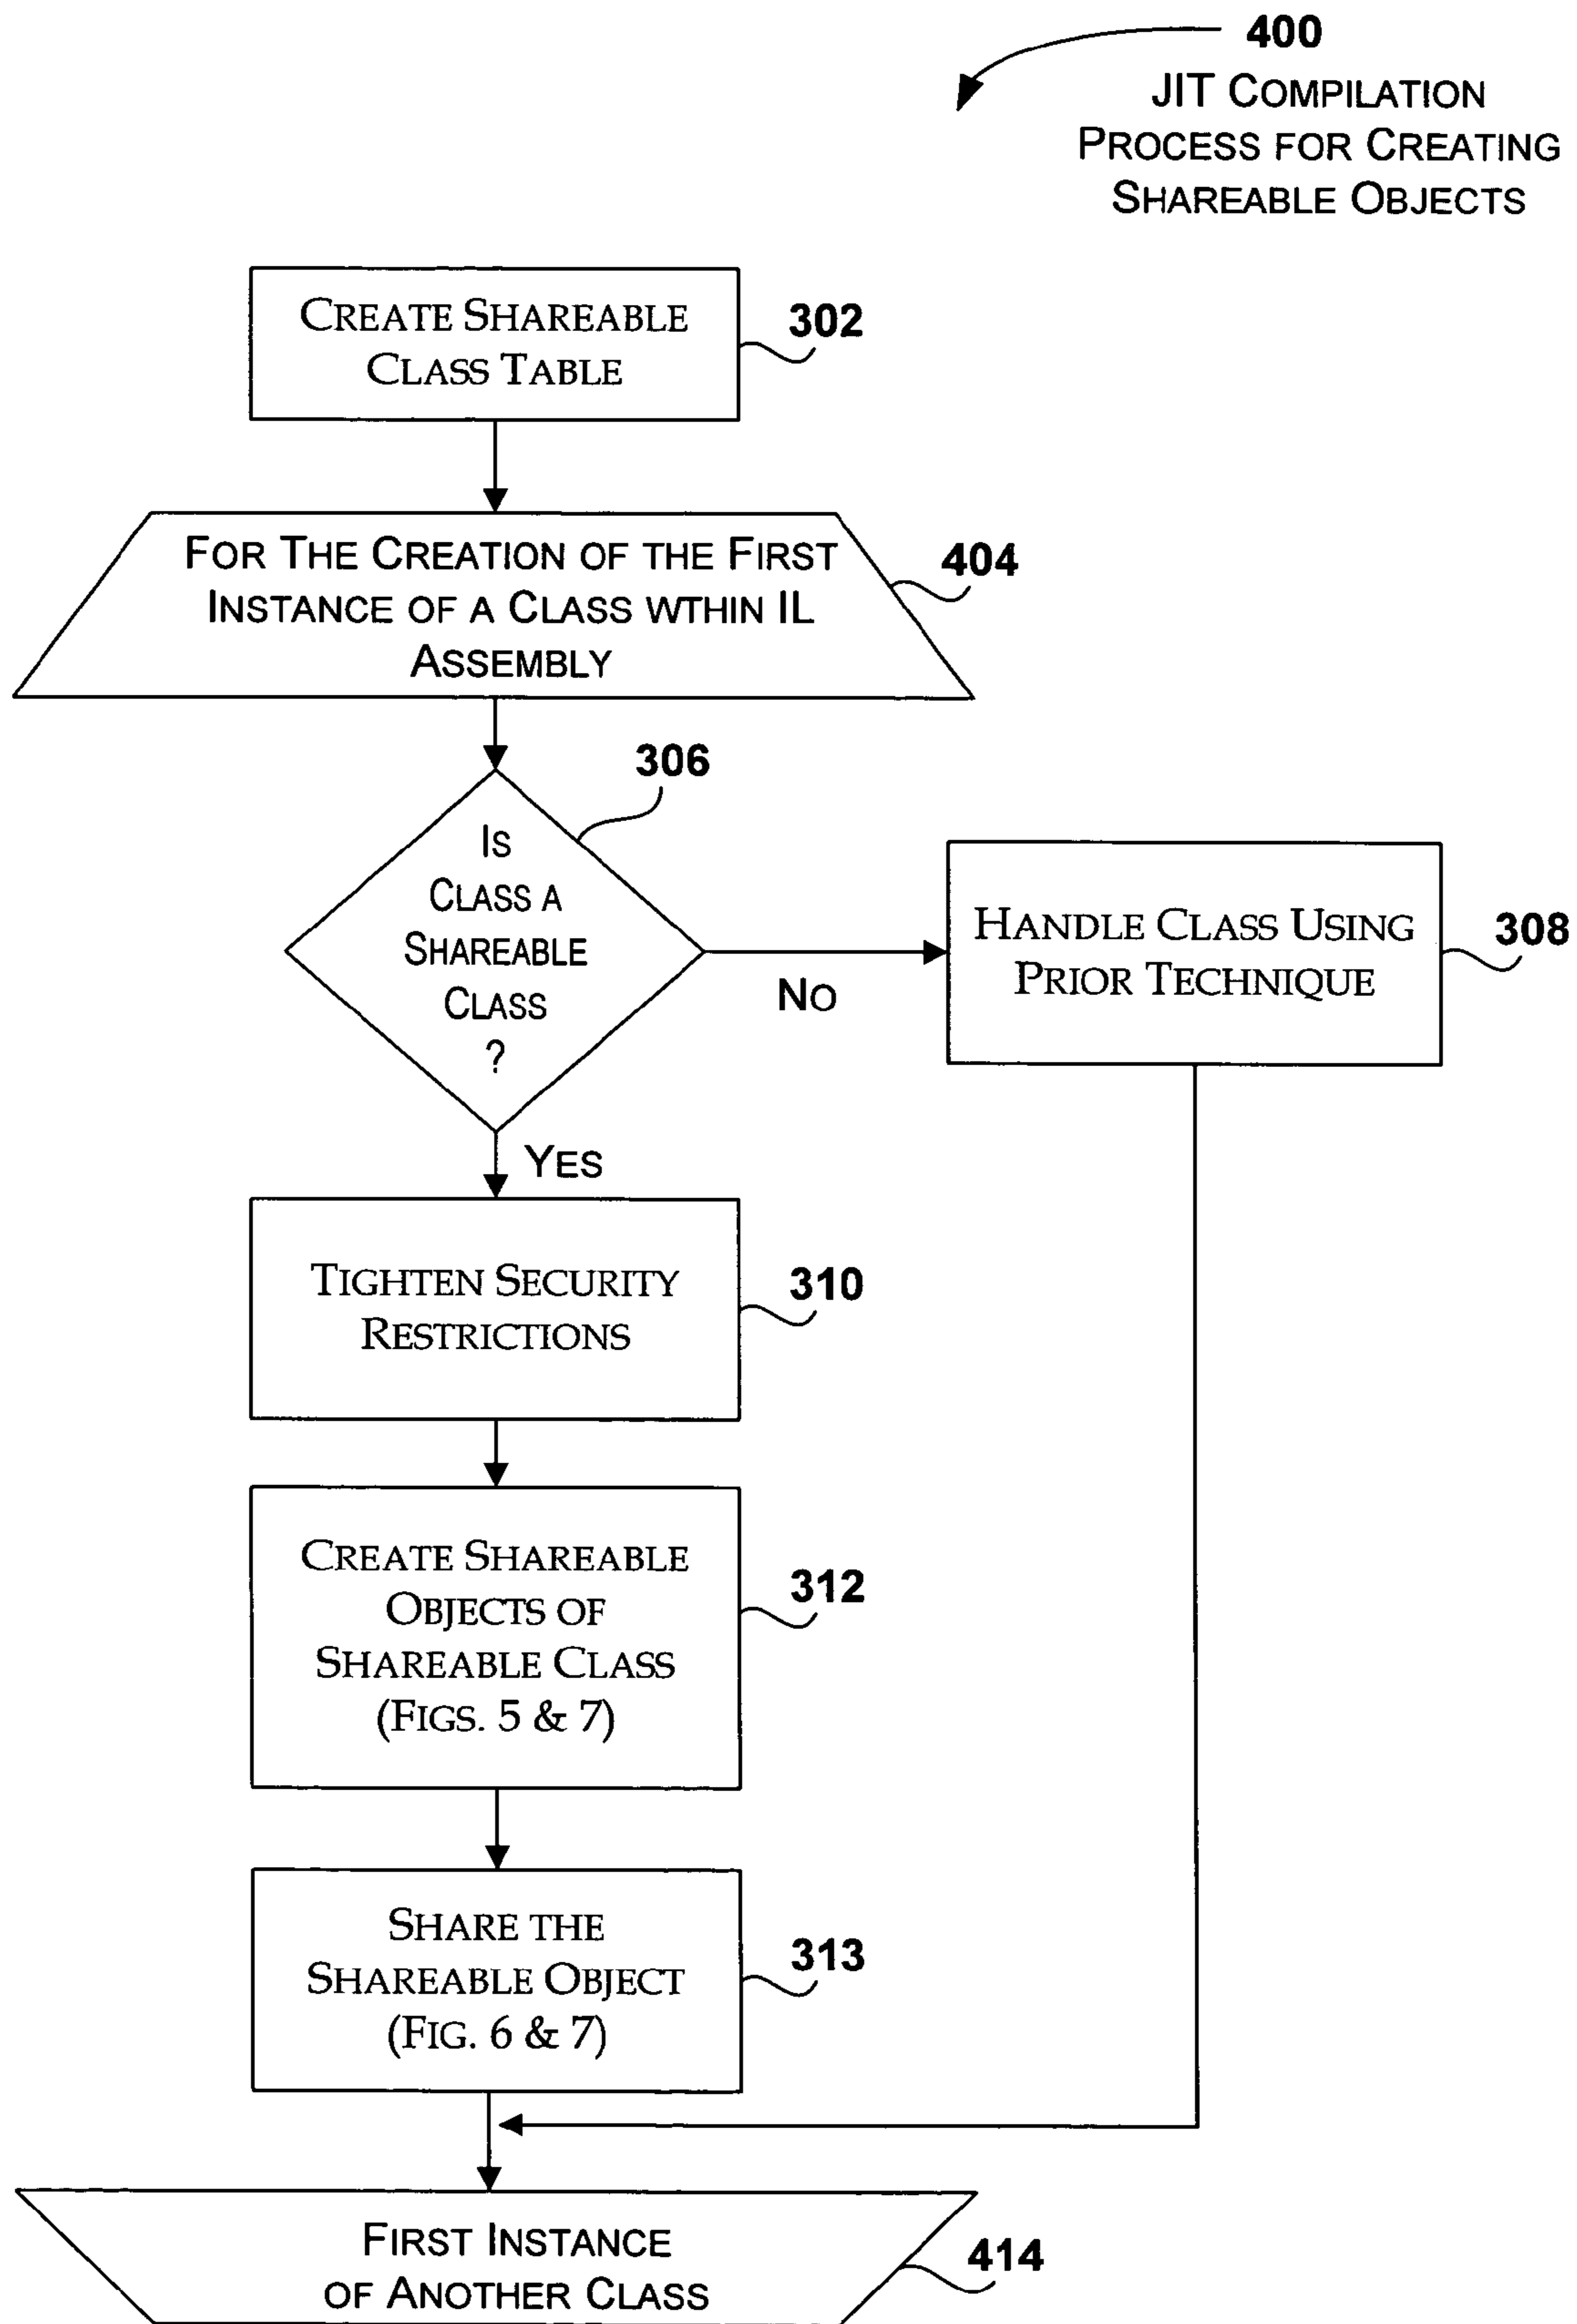 400
JIT COMPILATION
PROCESS FOR CREATING
SHAREABLE OBJECTS
CREATE SHAREABLE
CLASS TABLE
302
FOR THE CREATION OF THE FIRST
INSTANCE OF A CLASS WTHIN IL
ASSEMBLY
404
306
IS
CLASS A
SHAREABLE
CLASS
?
NO
HANDLE CLASS USING
PRIOR TECHNIQUE
308
YES
TIGHTEN SECURITY
RESTRICTIONS
310
CREATE SHAREABLE
OBJECTS OF
SHAREABLE CLASS
(FIGS. 5 & 7)
312
SHARE THE
SHAREABLE OBJECT
(FIG. 6 & 7)
313
FIRST INSTANCE
OF ANOTHER CLASS
414